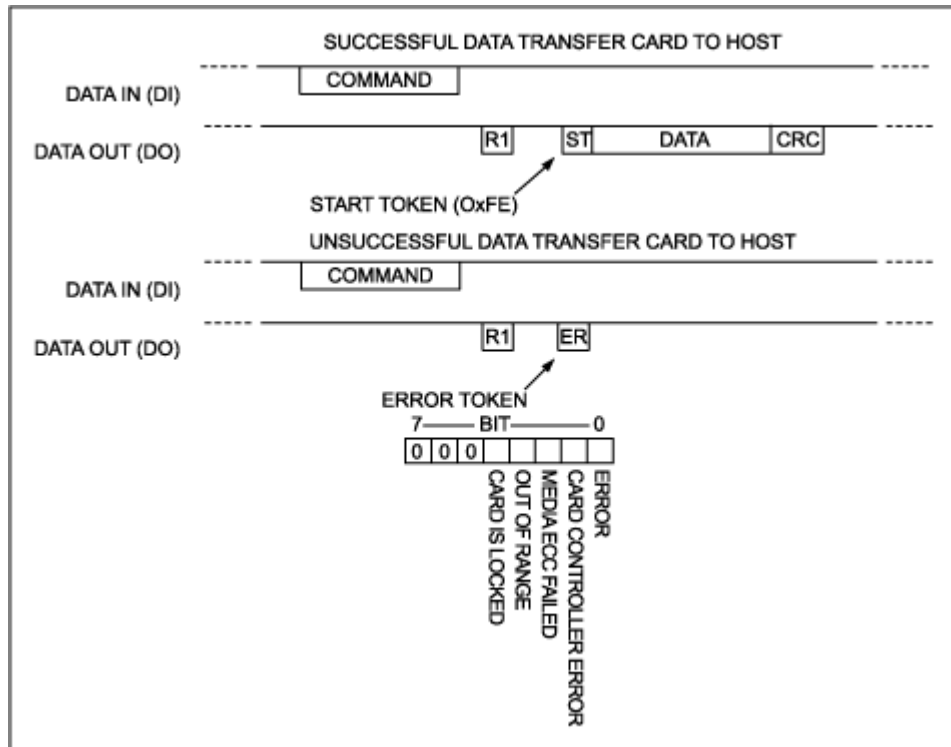 SUCCESSFUL DATA TRANSFER CARD TO HOST
COMMAND
DATA IN (DI)
R1 ST DATA CRC
DATA OUT (DO)
START TOKEN (OxFE)
UNSUCCESSFUL DATA TRANSFER CARD TO HOST
COMMAND
DATA IN (DI)
R1 ER
DATA OUT (DO)
ERROR TOKEN
7 BIT 0
0 0 0
CARD IS LOCKED
OUT OF RANGE
MEDIA ECC FAILED
CARD CONTROLLER ERROR
ERROR